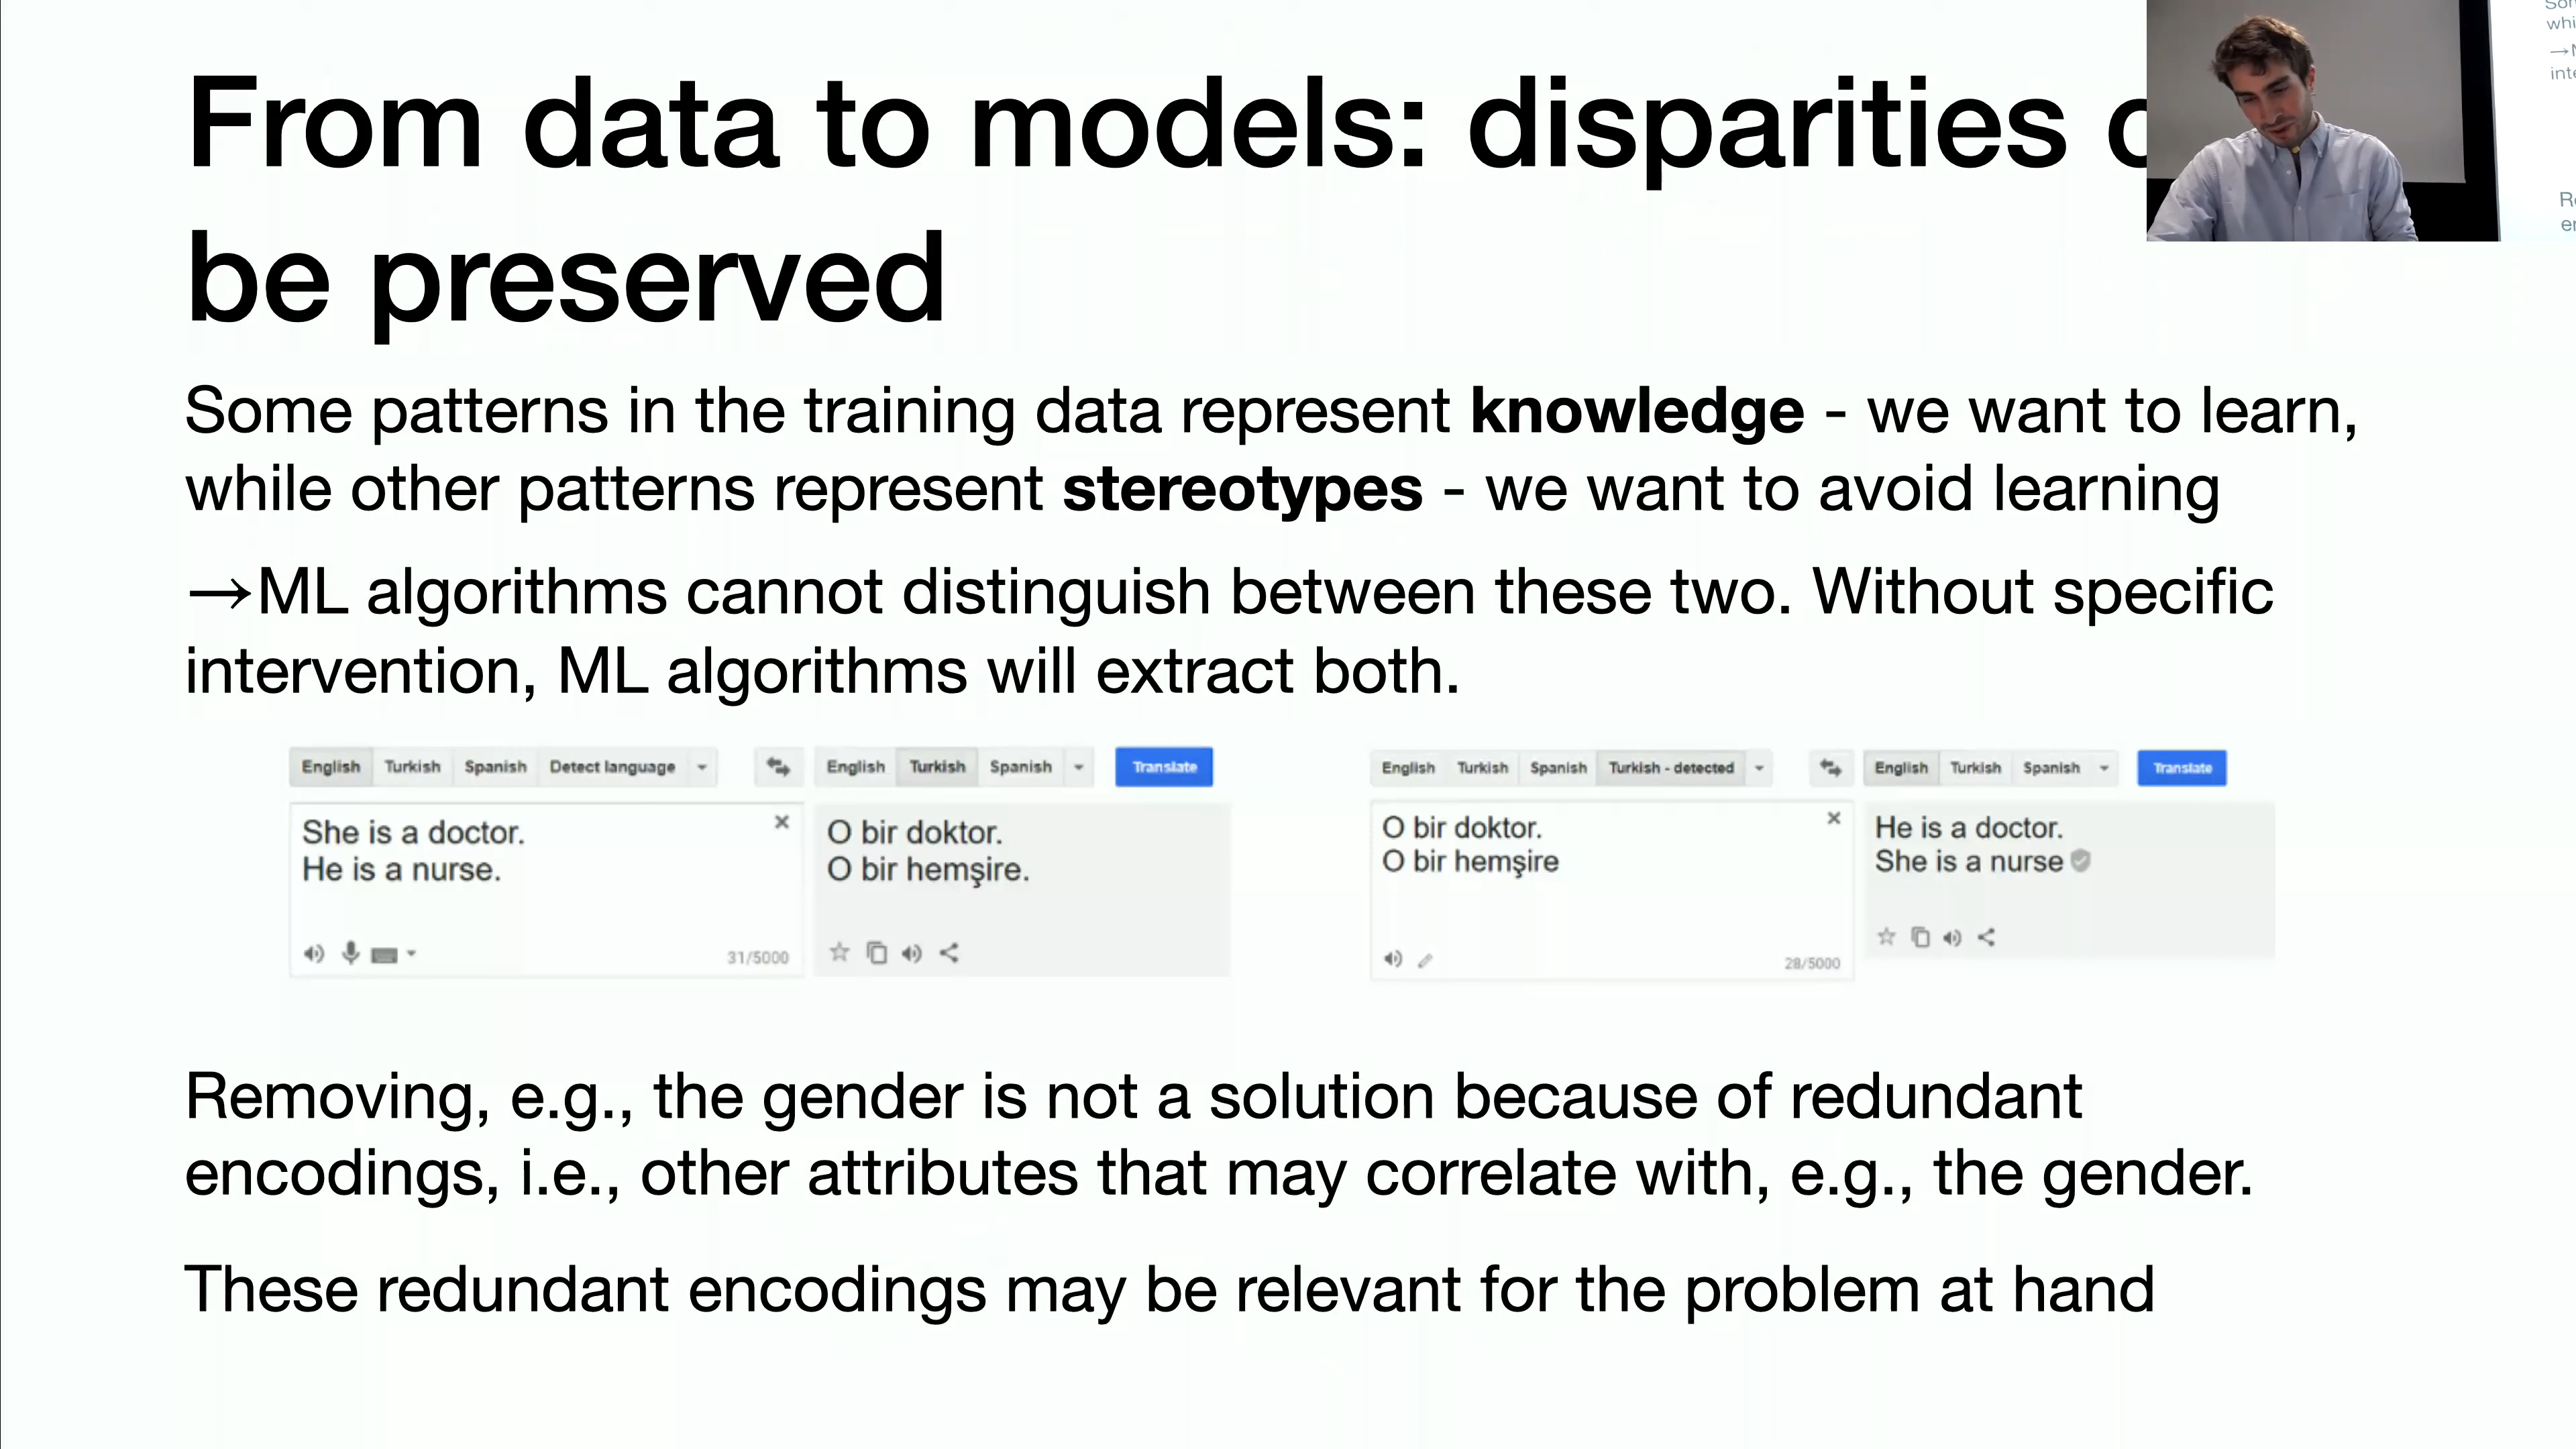 From data to models: disparities
be preserved
Some patterns in the training data represent knowledge - we want to learn,
while other patterns represent stereotypes - we want to avoid learning
→ML algorithms cannot distinguish between these two. Without specific
intervention, ML algorithms will extract both.
English Turkish Spanish Detect language
English Turkish Spanish Translate
She is a doctor.
He is a nurse.
31/5000
O bir doktor.
O bir hemşire.
English Turkish Spanish Turkish - detected
English Turkish Spanish Translate
O bir doktor.
O bir hemşire
28/5000
He is a doctor.
She is a nurse
Removing, e.g., the gender is not a solution because of redundant
encodings, i.e., other attributes that may correlate with, e.g., the gender.
These redundant encodings may be relevant for the problem at hand